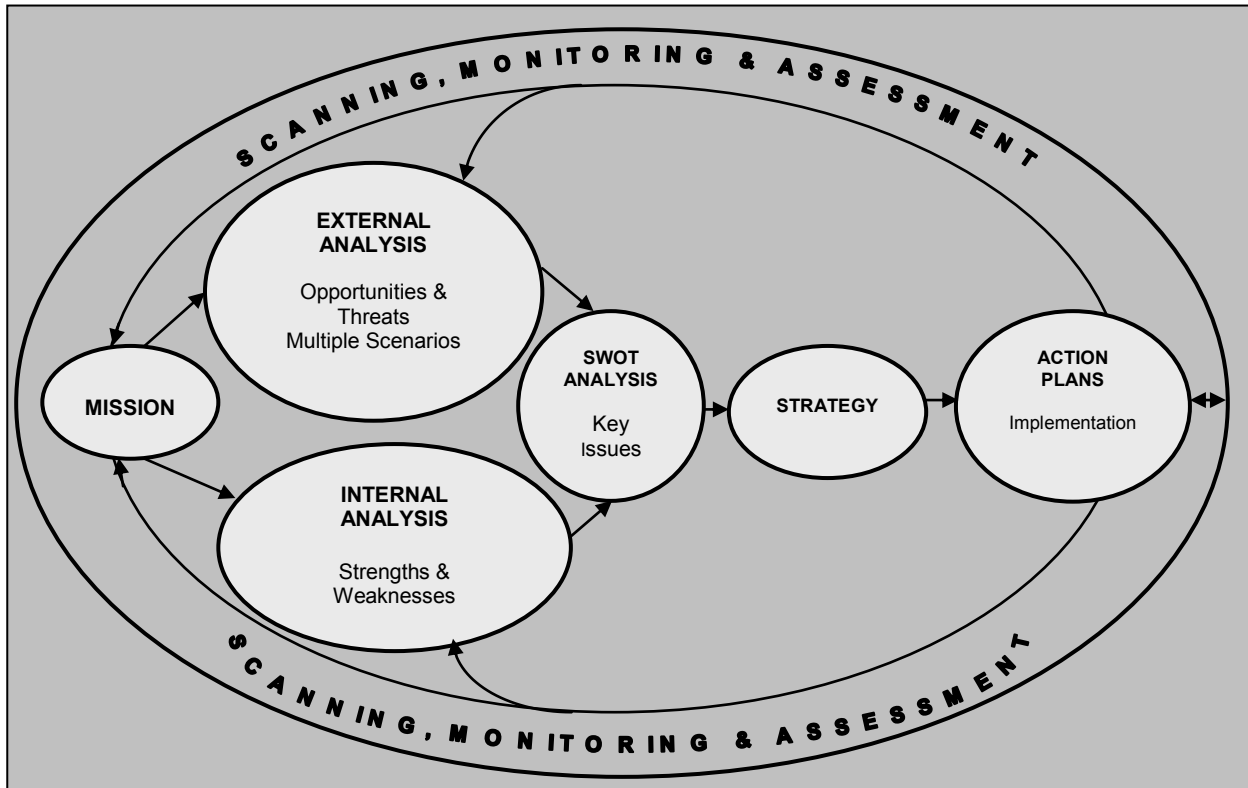 SCANNING, MONITORING & ASSESSMENT
EXTERNAL
ANALYSIS
Opportunities &
Threats
Multiple Scenarios
MISSION
SWOT
ANALYSIS
Key
Issues
STRATEGY
ACTION
PLANS
Implementation
INTERNAL
ANALYSIS
Strengths &
Weaknesses
SCANNING, MONITORING & ASSESSMENT